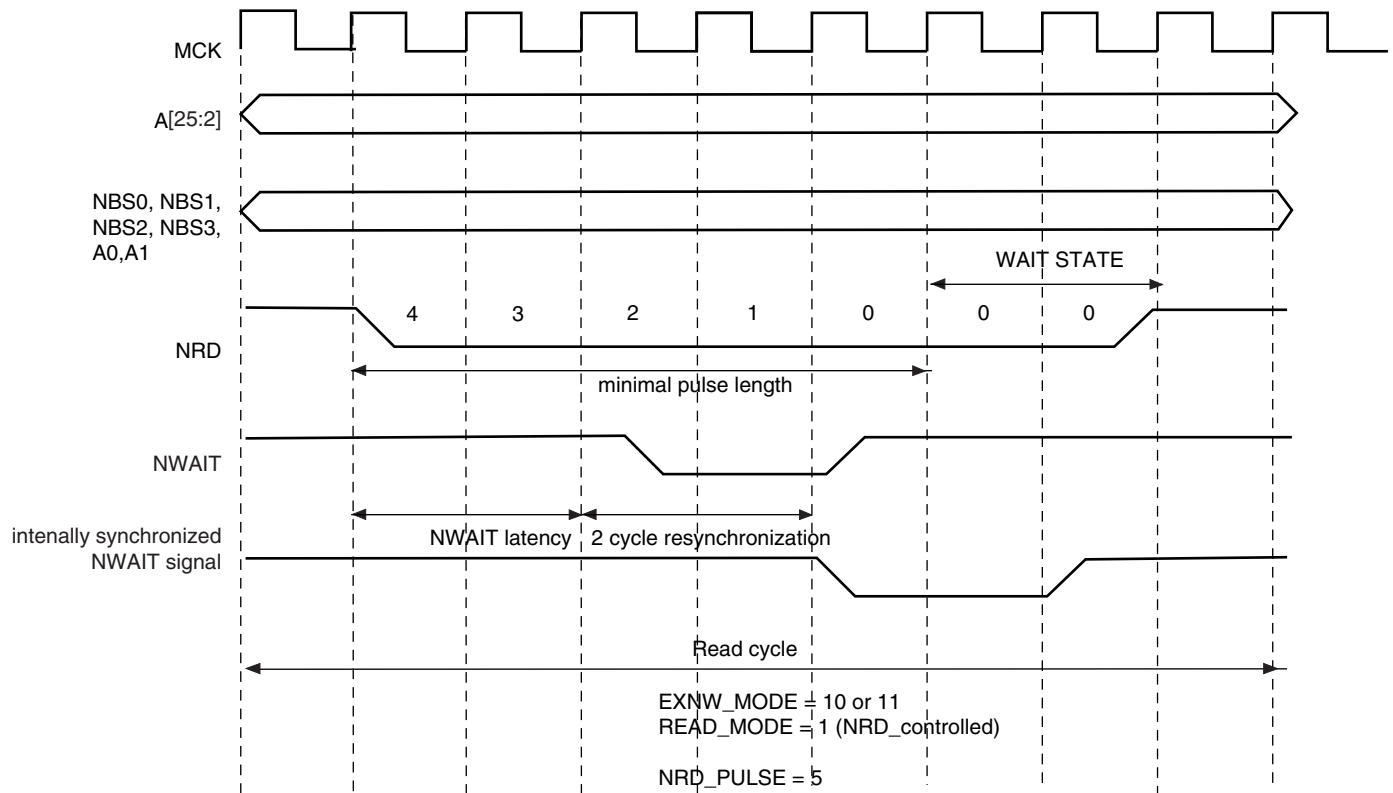 MCK
A[25:2]
NBS0, NBS1,
NBS2, NBS3,
A0,A1
WAIT STATE
4 3 2 1 0 0 0
NRD
minimal pulse length
NWAIT
intenally synchronized
NWAIT signal
NWAIT latency 2 cycle resynchronization
Read cycle
EXNW_MODE = 10 or 11
READ_MODE = 1 (NRD_controlled)
NRD_PULSE = 5